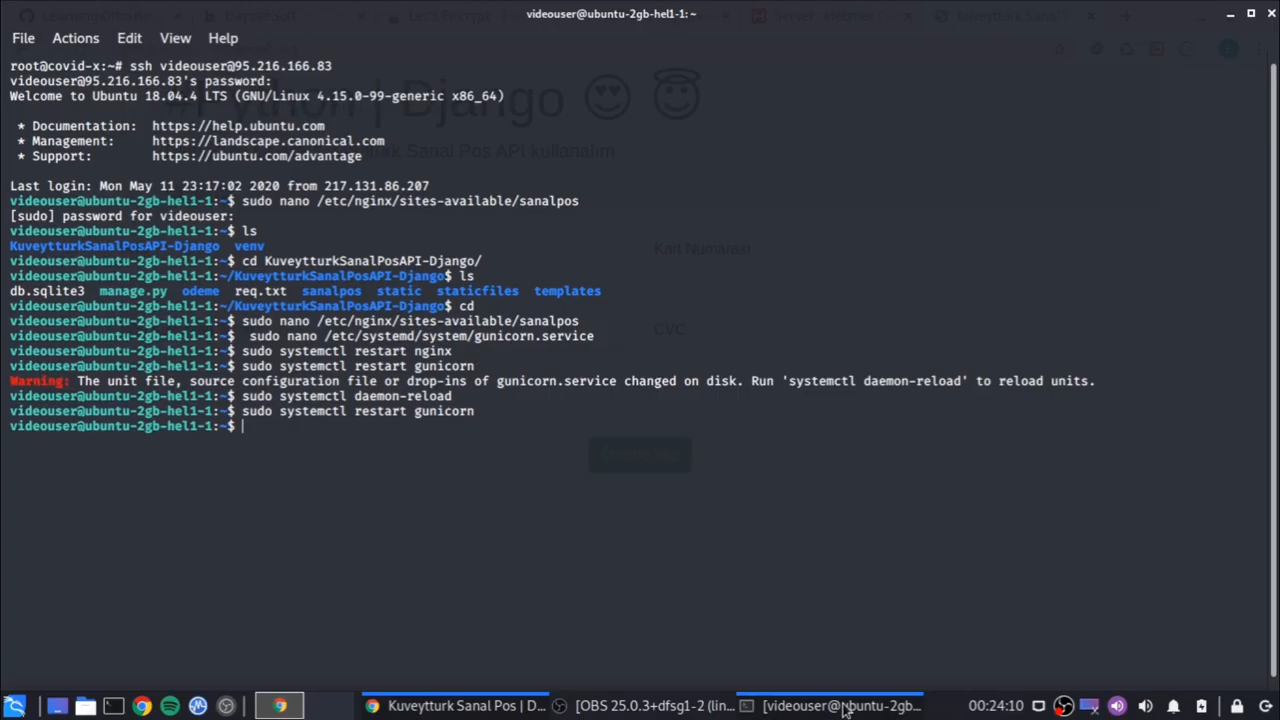 videouser@ubuntu-2gb-hel1-1: ~
File Actions Edit View Help
root@covid-x:~# ssh videouser@95.216.166.83
videouser@95.216.166.83's password:
Welcome to Ubuntu 18.04.4 LTS (GNU/Linux 4.15.0-99-generic x86_64)
* Documentation: https://help.ubuntu.com
* Management: https://landscape.canonical.com
* Support: https://ubuntu.com/advantage
Last login: Mon May 11 23:17:02 2020 from 217.131.86.207
videouser@ubuntu-2gb-hel1-1:~$ sudo nano /etc/nginx/sites-available/sanalpos
[sudo] password for videouser:
videouser@ubuntu-2gb-hel1-1:~$ ls
KuveytturkSanalPosAPI-Django venv
videouser@ubuntu-2gb-hel1-1:~$ cd KuveytturkSanalPosAPI-Django/
videouser@ubuntu-2gb-hel1-1:~/KuveytturkSanalPosAPI-Django$ ls
db.sqlite3 manage.py odeme req.txt sanalpos static staticfiles templates
videouser@ubuntu-2gb-hel1-1:~/KuveytturkSanalPosAPI-Django$ cd
videouser@ubuntu-2gb-hel1-1:~$ sudo nano /etc/nginx/sites-available/sanalpos
videouser@ubuntu-2gb-hel1-1:~$  sudo nano /etc/systemd/system/gunicorn.service
videouser@ubuntu-2gb-hel1-1:~$ sudo systemctl restart nginx
videouser@ubuntu-2gb-hel1-1:~$ sudo systemctl restart gunicorn
Warning: The unit file, source configuration file or drop-ins of gunicorn.service changed on disk. Run 'systemctl daemon-reload' to reload units.
videouser@ubuntu-2gb-hel1-1:~$ sudo systemctl daemon-reload
videouser@ubuntu-2gb-hel1-1:~$ sudo systemctl restart gunicorn
videouser@ubuntu-2gb-hel1-1:~$
Python | Django
Sanal Pos API kullanalım
Kart Numarası
CVC
Kuveytturk Sanal Pos | D...
[OBS 25.0.3+dfsg1-2 (lin...
[videouser@ubuntu-2gb...
00:24:10